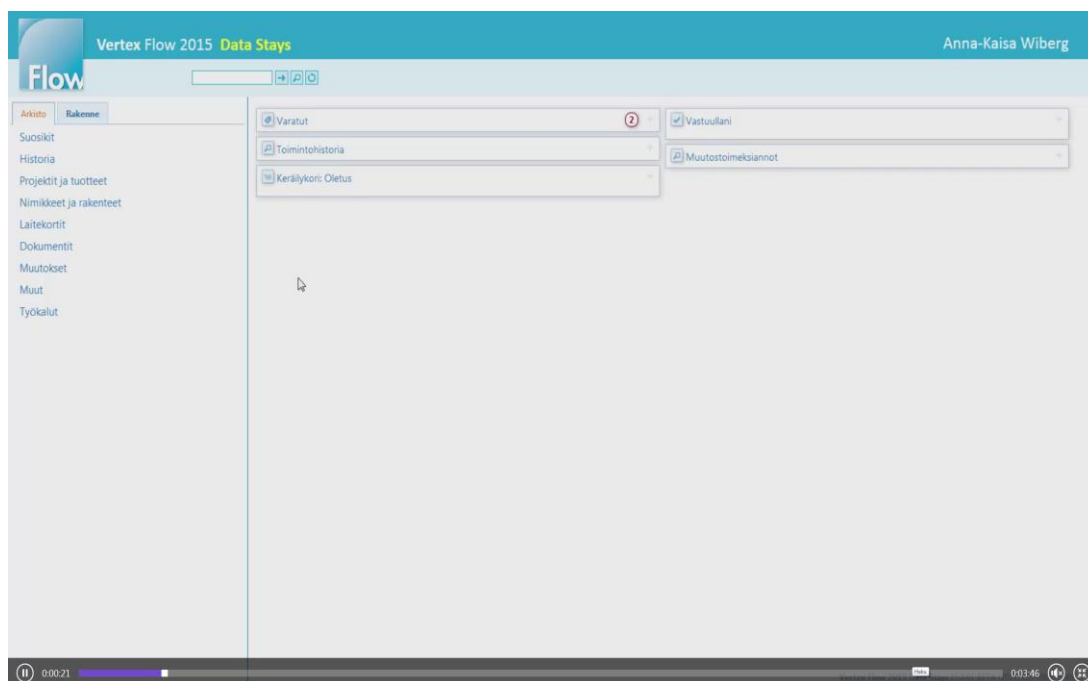 Vertex Flow 2015 Data Stays
Anna-Kaisa Wiberg
Flow
Arkisto Rakenne
Suosikit
Historia
Projektit ja tuotteet
Nimikkeet ja rakenteet
Laitekortit
Dokumentit
Muutokset
Muut
Työkalut
Varatut 2
Toimintohistoria
Keräilykori: Oletus
Vastuullani
Muutostoimeksiannot
0:00:21
0:03:46